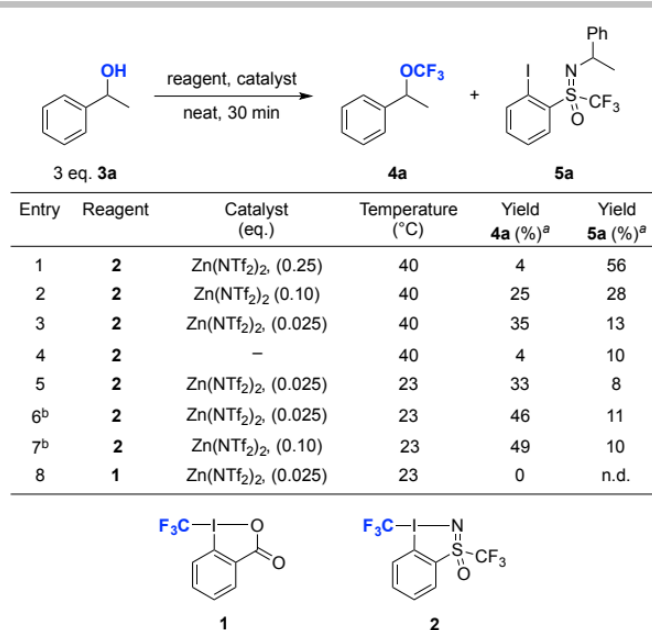 OH
reagent, catalyst
neat, 30 min
OCF3
+
Ph
I
N
S
CF3
O
3 eq. 3a
4a
5a
Entry Reagent Catalyst (eq.) Temperature (°C) Yield 4a (%)a Yield 5a (%)a
1 2 Zn(NTf2)2, (0.25) 40 4 56
2 2 Zn(NTf2)2 (0.10) 40 25 28
3 2 Zn(NTf2)2, (0.025) 40 35 13
4 2 – 40 4 10
5 2 Zn(NTf2)2, (0.025) 23 33 8
6b 2 Zn(NTf2)2, (0.025) 23 46 11
7b 2 Zn(NTf2)2, (0.10) 23 49 10
8 1 Zn(NTf2)2, (0.025) 23 0 n.d.
F3C I O
O
F3C I N
S CF3
O
1
2